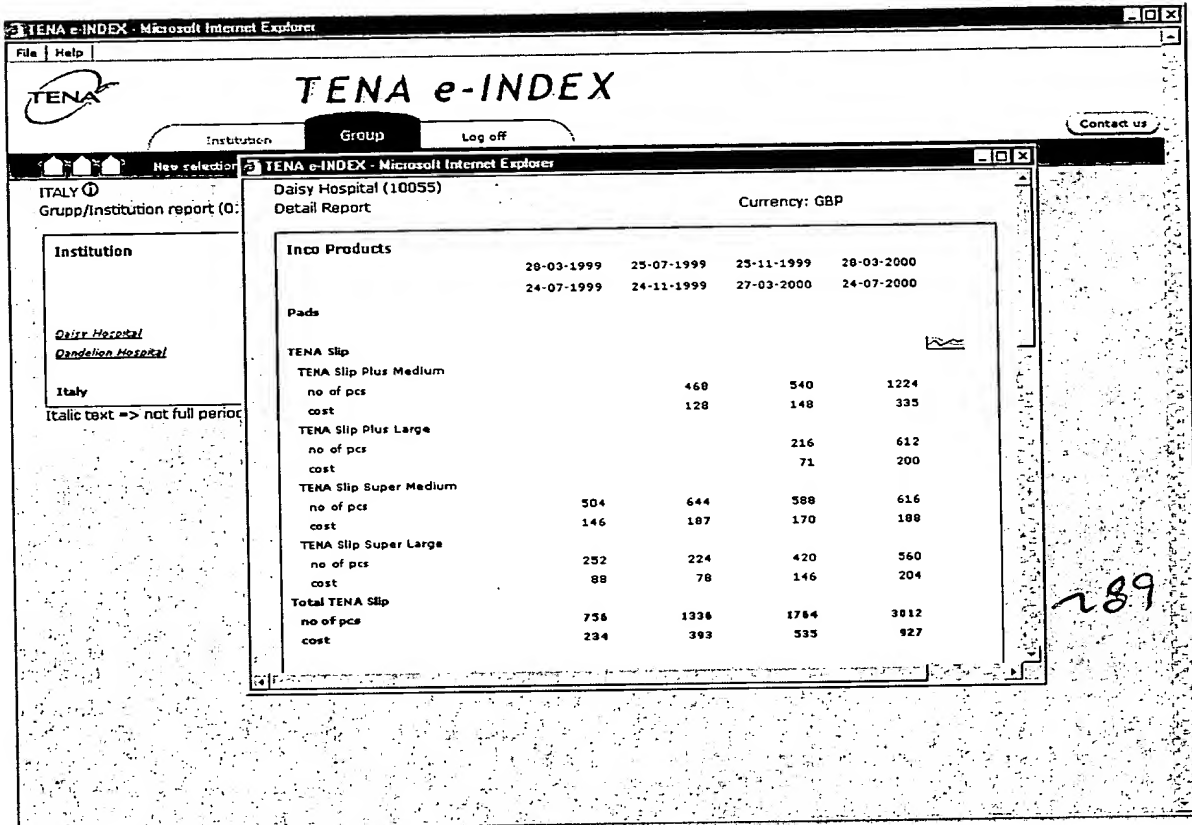 TENA e-INDEX - Microsoft Internet Explorer
File Help
TENA
TENA e-INDEX
Institution Group Log off
Contact us
New selection
ITALY
Grupp/Institution report (0:
Institution
Daisy Hospital
Dandelion Hospital
Italy
Italic text => not full period
TENA e-INDEX - Microsoft Internet Explorer
Daisy Hospital (10055)
Detail Report Currency: GBP
Inco Products
28-03-1999 25-07-1999 25-11-1999 28-03-2000
24-07-1999 24-11-1999 27-03-2000 24-07-2000
Pads
TENA Slip
TENA Slip Plus Medium
no of pcs 468 540 1224
cost 128 148 335
TENA Slip Plus Large
no of pcs 216 612
cost 71 200
TENA Slip Super Medium
no of pcs 504 644 588 616
cost 146 187 170 188
TENA Slip Super Large
no of pcs 252 224 420 560
cost 88 78 146 204
Total TENA Slip
no of pcs 756 1336 1764 3012
cost 234 393 535 927
~89